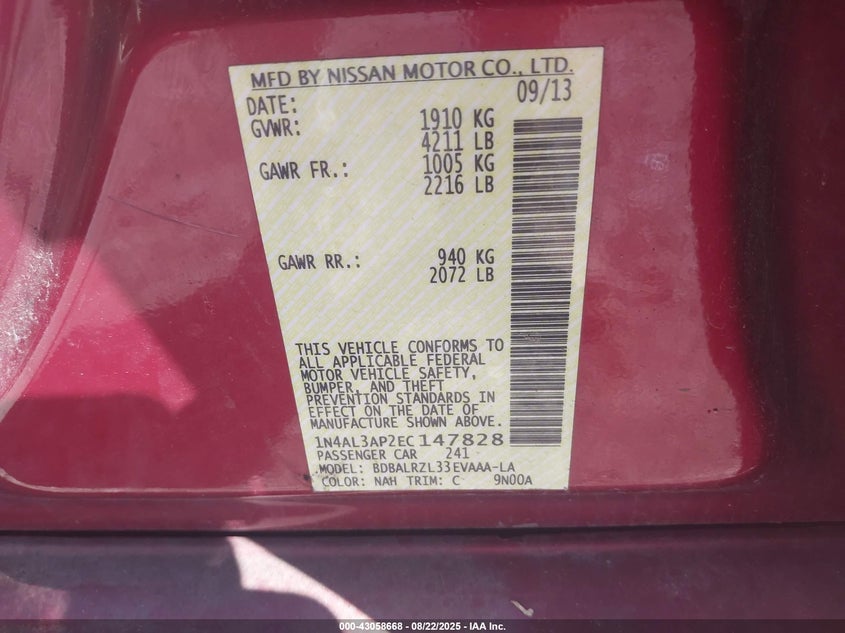 MFD BY NISSAN MOTOR CO., LTD.
DATE: 09/13
GVWR: 1910 KG
4211 LB
GAWR FR.: 1005 KG
2216 LB
GAWR RR.: 940 KG
2072 LB
THIS VEHICLE CONFORMS TO
ALL APPLICABLE FEDERAL
MOTOR VEHICLE SAFETY,
BUMPER, AND THEFT
PREVENTION STANDARDS IN
EFFECT ON THE DATE OF
MANUFACTURE SHOWN ABOVE.
1N4AL3AP2EC147828
PASSENGER CAR 241
MODEL: BDBALRZL33EVAAA-LA
COLOR: NAH TRIM: C 9N00A
000-43058668 - 08/22/2025 - IAA Inc.